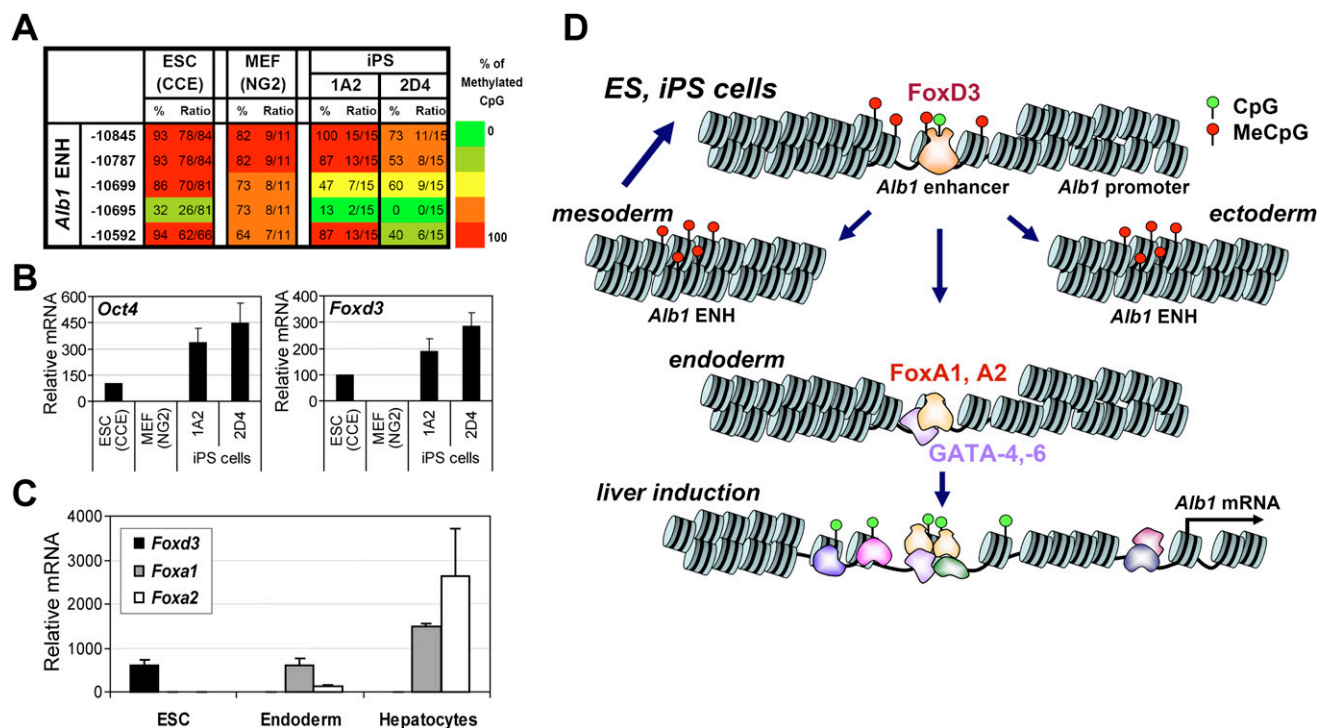 A
ESC MEF iPS
(CCE) (NG2) 1A2 2D4
% Ratio % Ratio % Ratio % Ratio
Alb1 ENH
-10845 93 78/84 82 9/11 100 15/15 73 11/15
-10787 93 78/84 82 9/11 87 13/15 53 8/15
-10699 86 70/81 73 8/11 47 7/15 60 9/15
-10695 32 26/81 73 8/11 13 2/15 0 0/15
-10592 94 62/66 64 7/11 87 13/15 40 6/15
% of
Methylated
CpG
0
100
B
Relative mRNA
600
450
300
150
0
Oct4
ESC
(CCE)
MEF
(NG2)
1A2
2D4
iPS cells
Relative mRNA
400
300
200
100
0
Foxd3
ESC
(CCE)
MEF
(NG2)
1A2
2D4
iPS cells
C
Relative mRNA
4000
3000
2000
1000
0
Foxd3
Foxa1
Foxa2
ESC Endoderm Hepatocytes
D
ES, iPS cells
FoxD3
CpG
MeCpG
Alb1 enhancer
Alb1 promoter
mesoderm
ectoderm
Alb1 ENH
Alb1 ENH
endoderm
FoxA1, A2
GATA-4,-6
liver induction
Alb1 mRNA